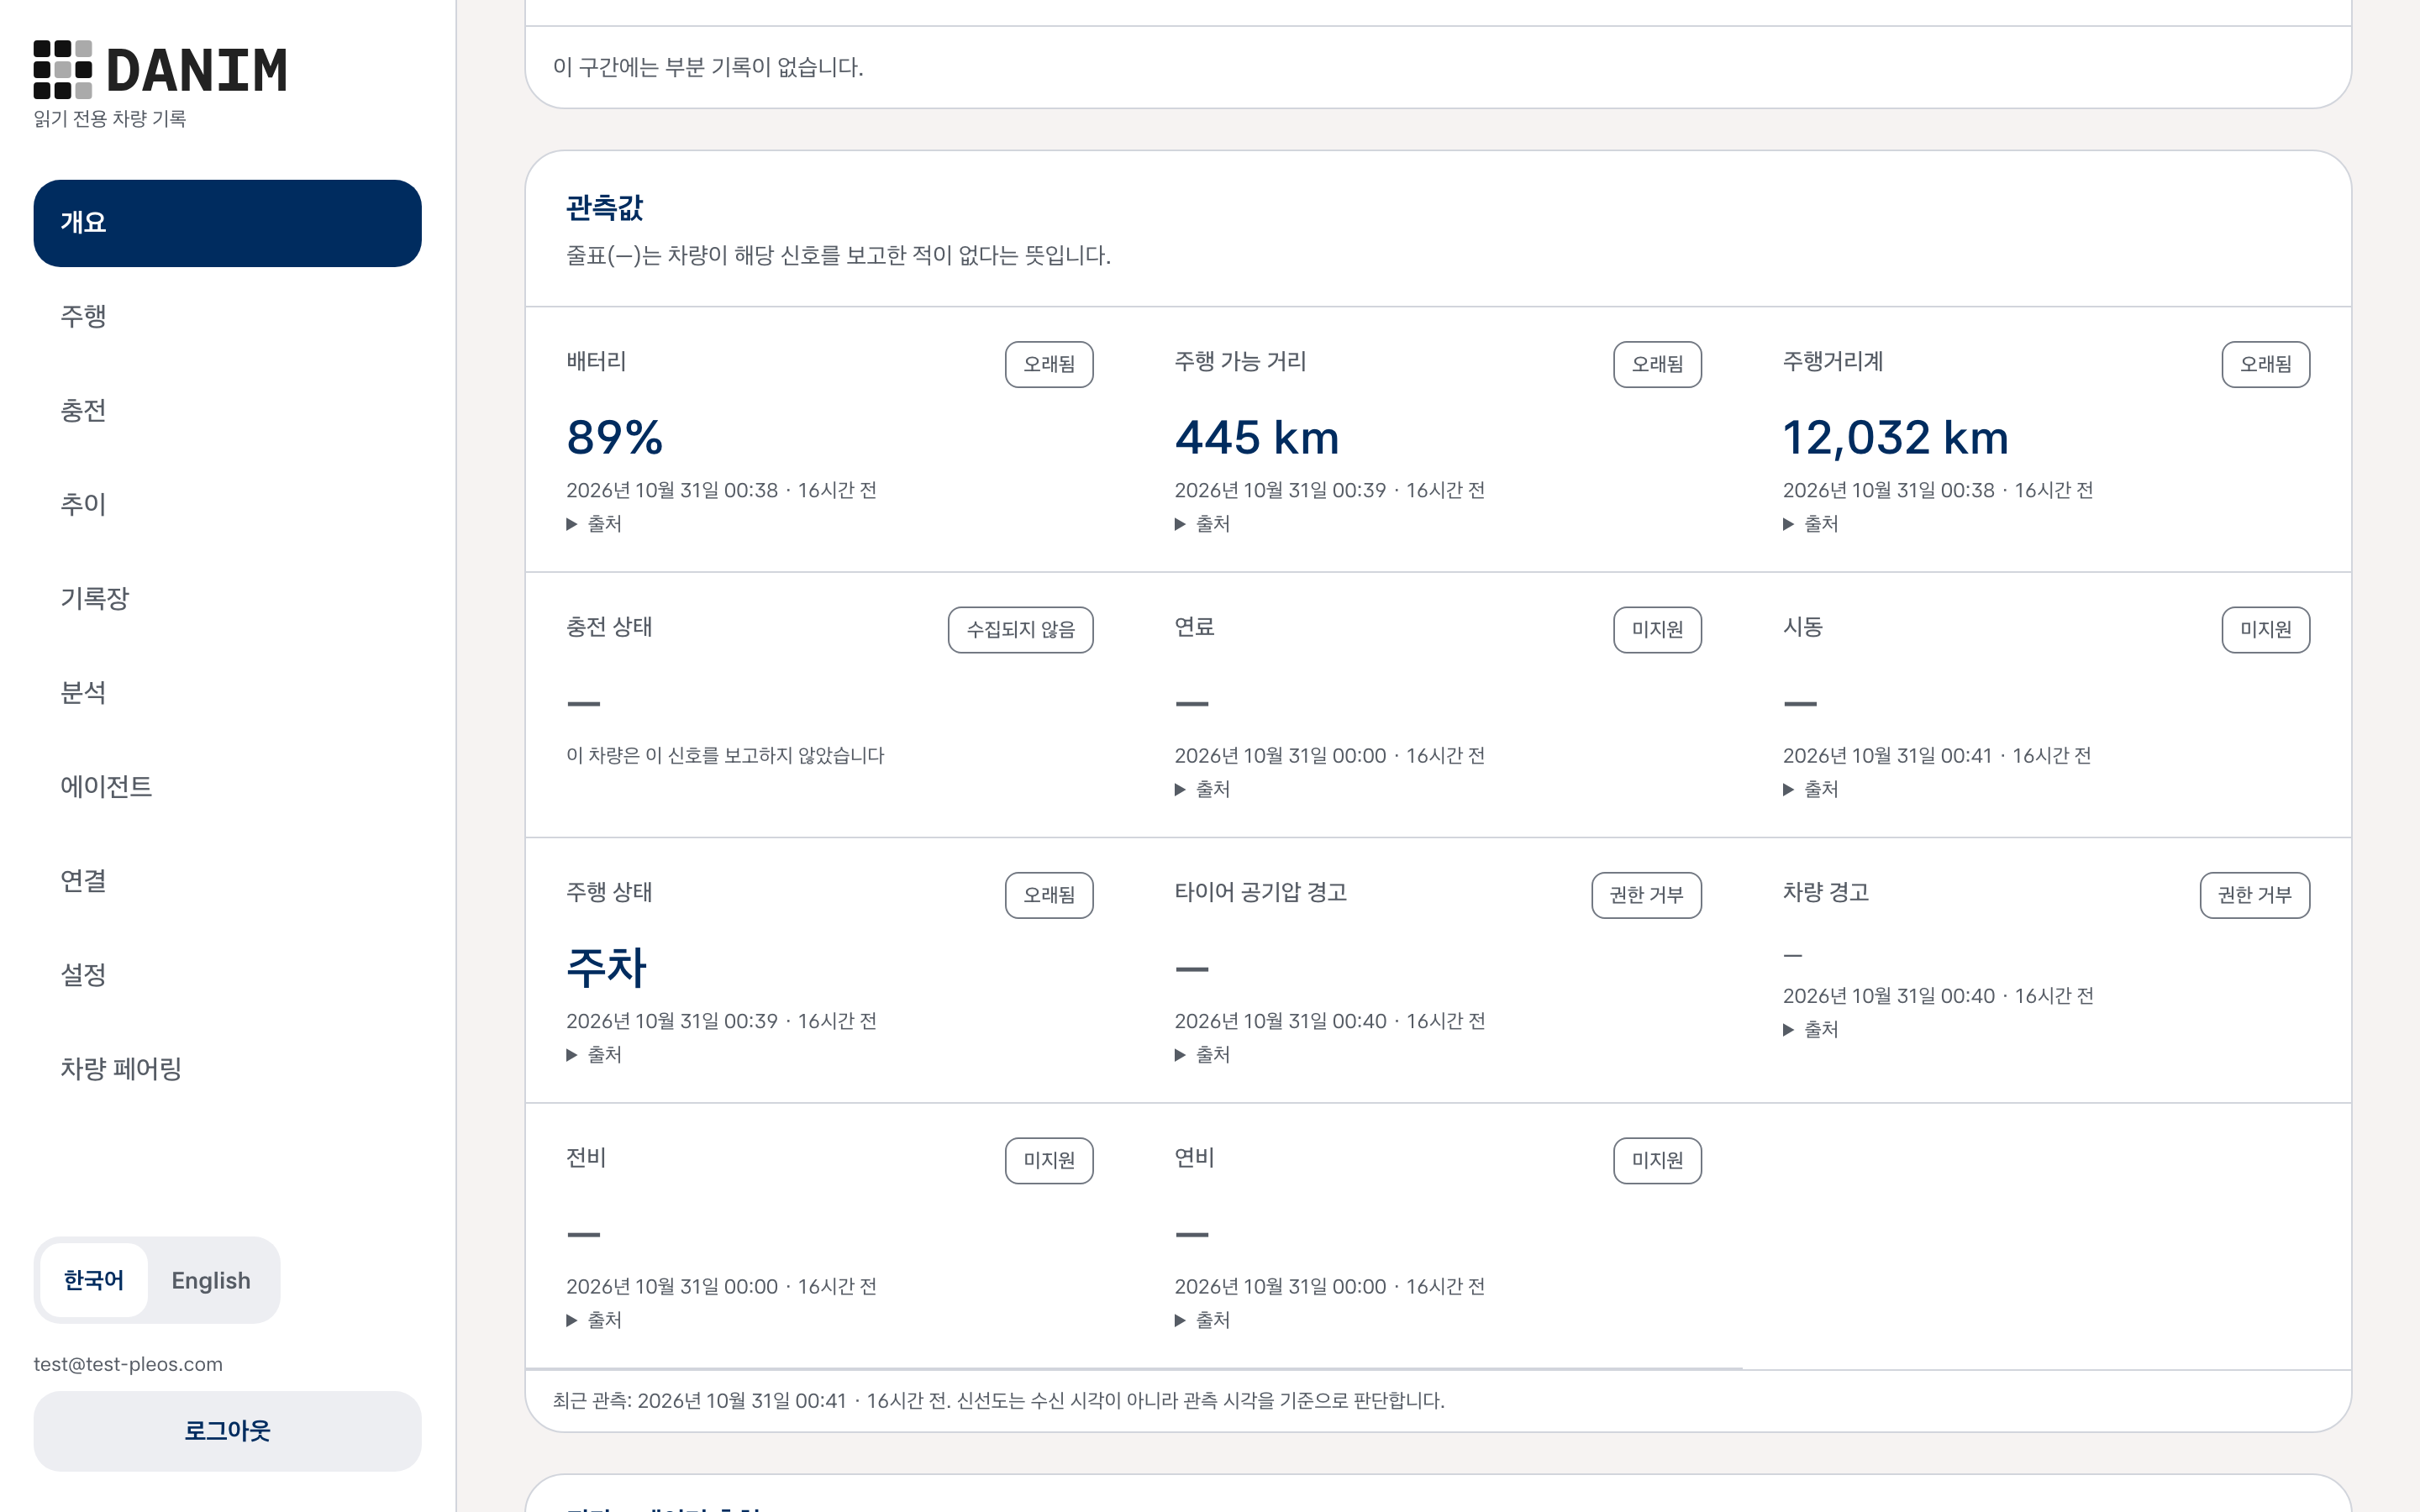 DANIM
읽기 전용 차량 기록
개요
주행
충전
추이
기록장
분석
에이전트
연결
설정
차량 페어링
한국어 English
test@test-pleos.com
로그아웃
이 구간에는 부분 기록이 없습니다.
관측값
줄표(—)는 차량이 해당 신호를 보고한 적이 없다는 뜻입니다.
배터리 오래됨
89%
2026년 10월 31일 00:38 · 16시간 전
▶ 출처
주행 가능 거리 오래됨
445 km
2026년 10월 31일 00:39 · 16시간 전
▶ 출처
주행거리계 오래됨
12,032 km
2026년 10월 31일 00:38 · 16시간 전
▶ 출처
충전 상태 수집되지 않음
—
이 차량은 이 신호를 보고하지 않았습니다
연료 미지원
—
2026년 10월 31일 00:00 · 16시간 전
▶ 출처
시동 미지원
—
2026년 10월 31일 00:41 · 16시간 전
▶ 출처
주행 상태 오래됨
주차
2026년 10월 31일 00:39 · 16시간 전
▶ 출처
타이어 공기압 경고 권한 거부
—
2026년 10월 31일 00:40 · 16시간 전
▶ 출처
차량 경고 권한 거부
—
2026년 10월 31일 00:40 · 16시간 전
▶ 출처
전비 미지원
—
2026년 10월 31일 00:00 · 16시간 전
▶ 출처
연비 미지원
—
2026년 10월 31일 00:00 · 16시간 전
▶ 출처
최근 관측: 2026년 10월 31일 00:41 · 16시간 전. 신선도는 수신 시각이 아니라 관측 시각을 기준으로 판단합니다.